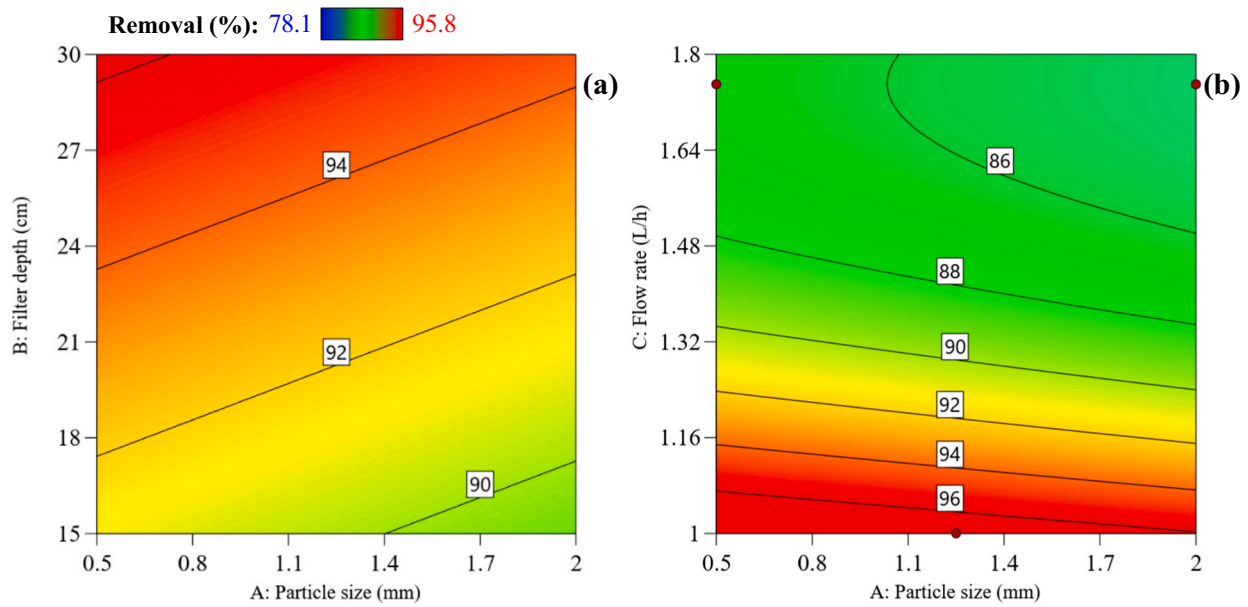 Removal (%): 78.1 95.8
(a)
30
27
24
21
18
15
B: Filter depth (cm)
94
92
90
0.5 0.8 1.1 1.4 1.7 2
A: Particle size (mm)
(b)
1.8
1.64
1.48
1.32
1.16
1
C: Flow rate (L/h)
86
88
90
92
94
96
0.5 0.8 1.1 1.4 1.7 2
A: Particle size (mm)